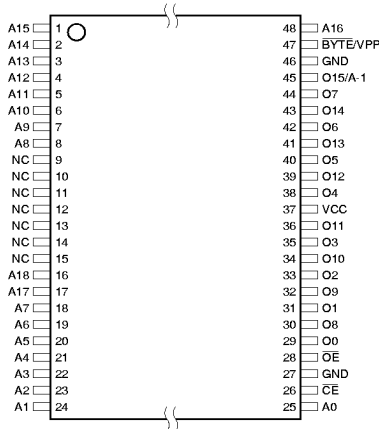 A15 1 48 A16
A14 2 47 BYTE/VPP
A13 3 46 GND
A12 4 45 O15/A-1
A11 5 44 O7
A10 6 43 O14
A9 7 42 O6
A8 8 41 O13
NC 9 40 O5
NC 10 39 O12
NC 11 38 O4
NC 12 37 VCC
NC 13 36 O11
NC 14 35 O3
NC 15 34 O10
A18 16 33 O2
A17 17 32 O9
A7 18 31 O1
A6 19 30 O8
A5 20 29 O0
A4 21 28 OE
A3 22 27 GND
A2 23 26 CE
A1 24 25 A0